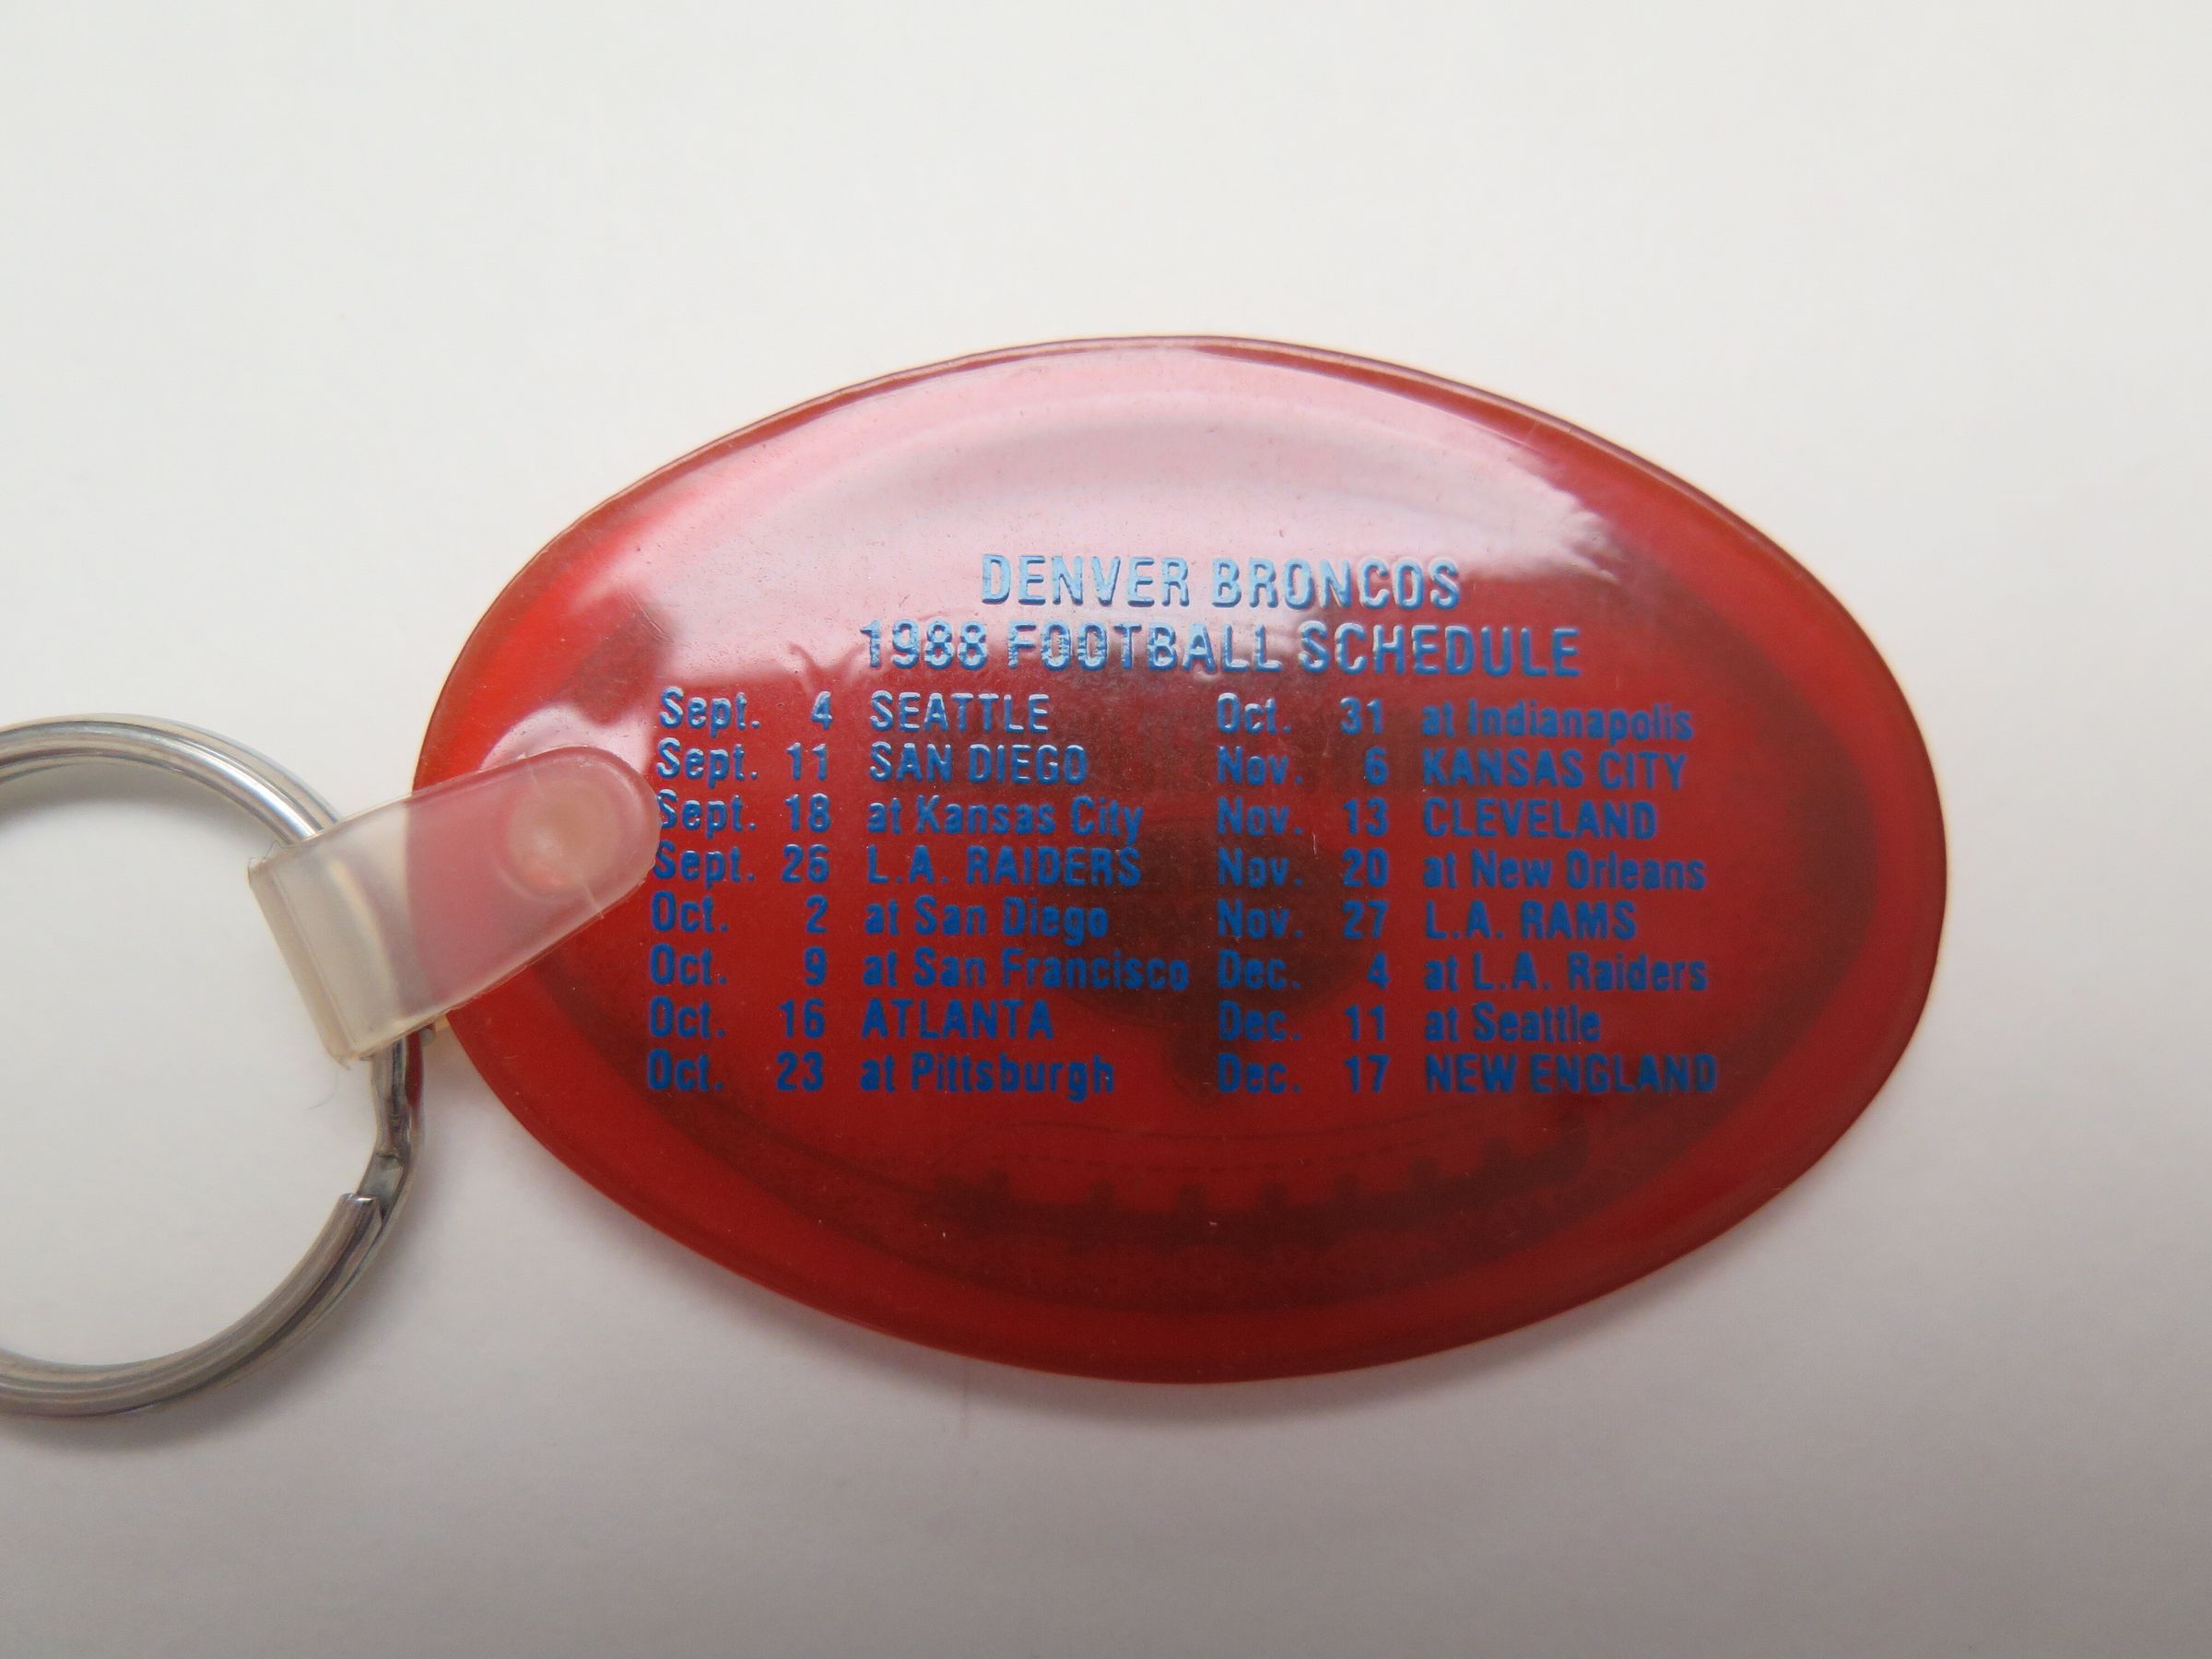 DENVER BRONCOS
1988 FOOTBALL SCHEDULE
Sept. 4 SEATTLE
Sept. 11 SAN DIEGO
Sept. 18 at Kansas City
Sept. 26 L.A. RAIDERS
Oct. 2 at San Diego
Oct. 9 at San Francisco
Oct. 16 ATLANTA
Oct. 23 at Pittsburgh
Oct. 31 at Indianapolis
Nov. 6 KANSAS CITY
Nov. 13 CLEVELAND
Nov. 20 at New Orleans
Nov. 27 L.A. RAMS
Dec. 4 at L.A. Raiders
Dec. 11 at Seattle
Dec. 17 NEW ENGLAND